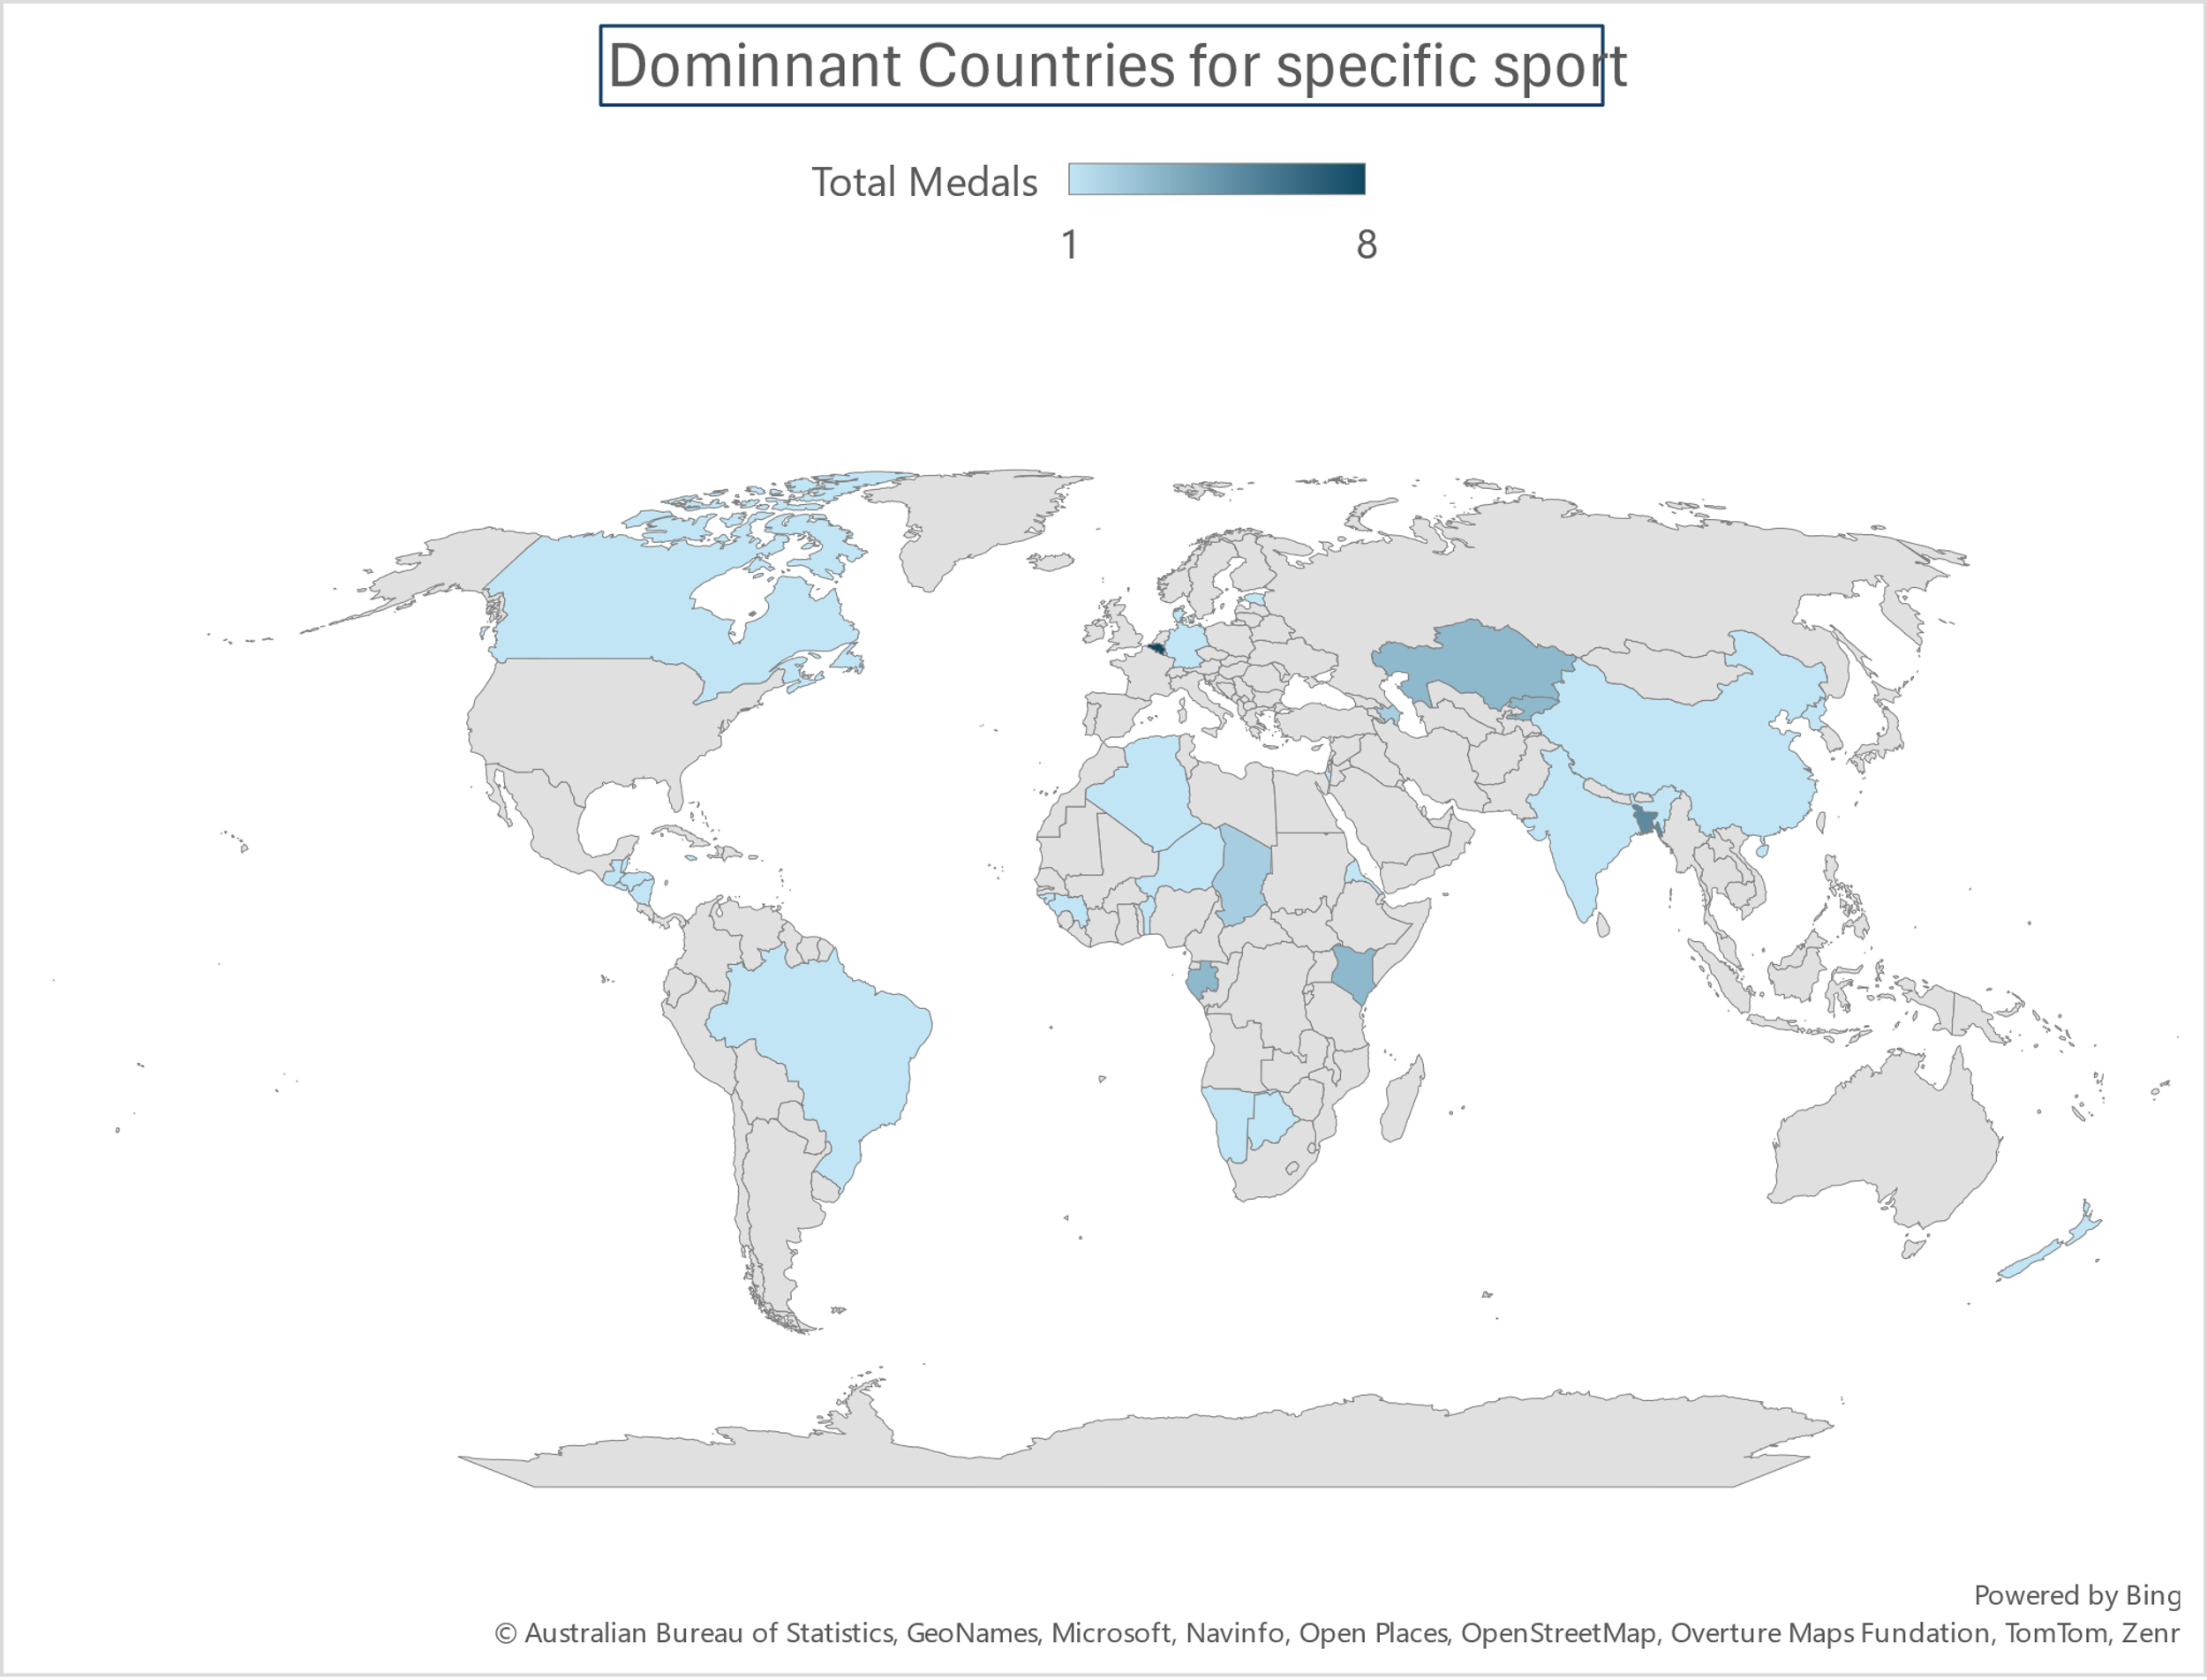 Dominnant Countries for specific sport
Total Medals
1 8
Powered by Bing
© Australian Bureau of Statistics, GeoNames, Microsoft, Navinfo, Open Places, OpenStreetMap, Overture Maps Fundation, TomTom, Zenr